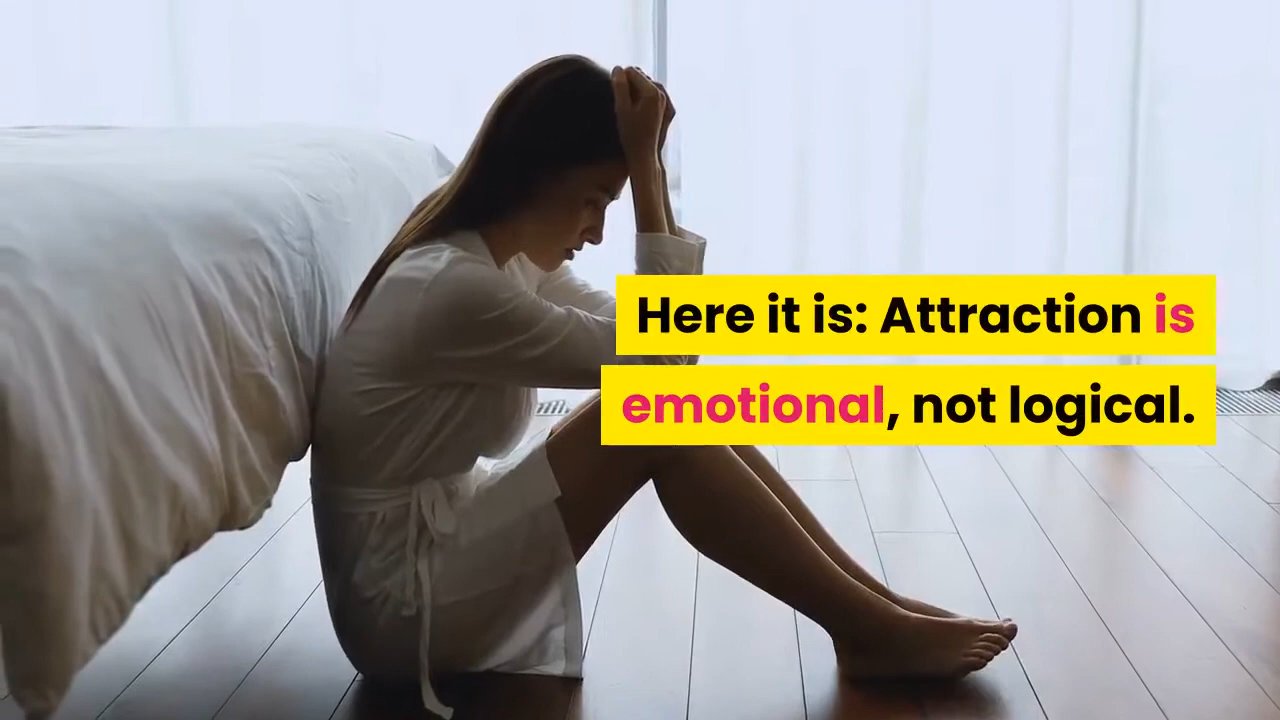 Here it is: Attraction is
emotional, not logical.